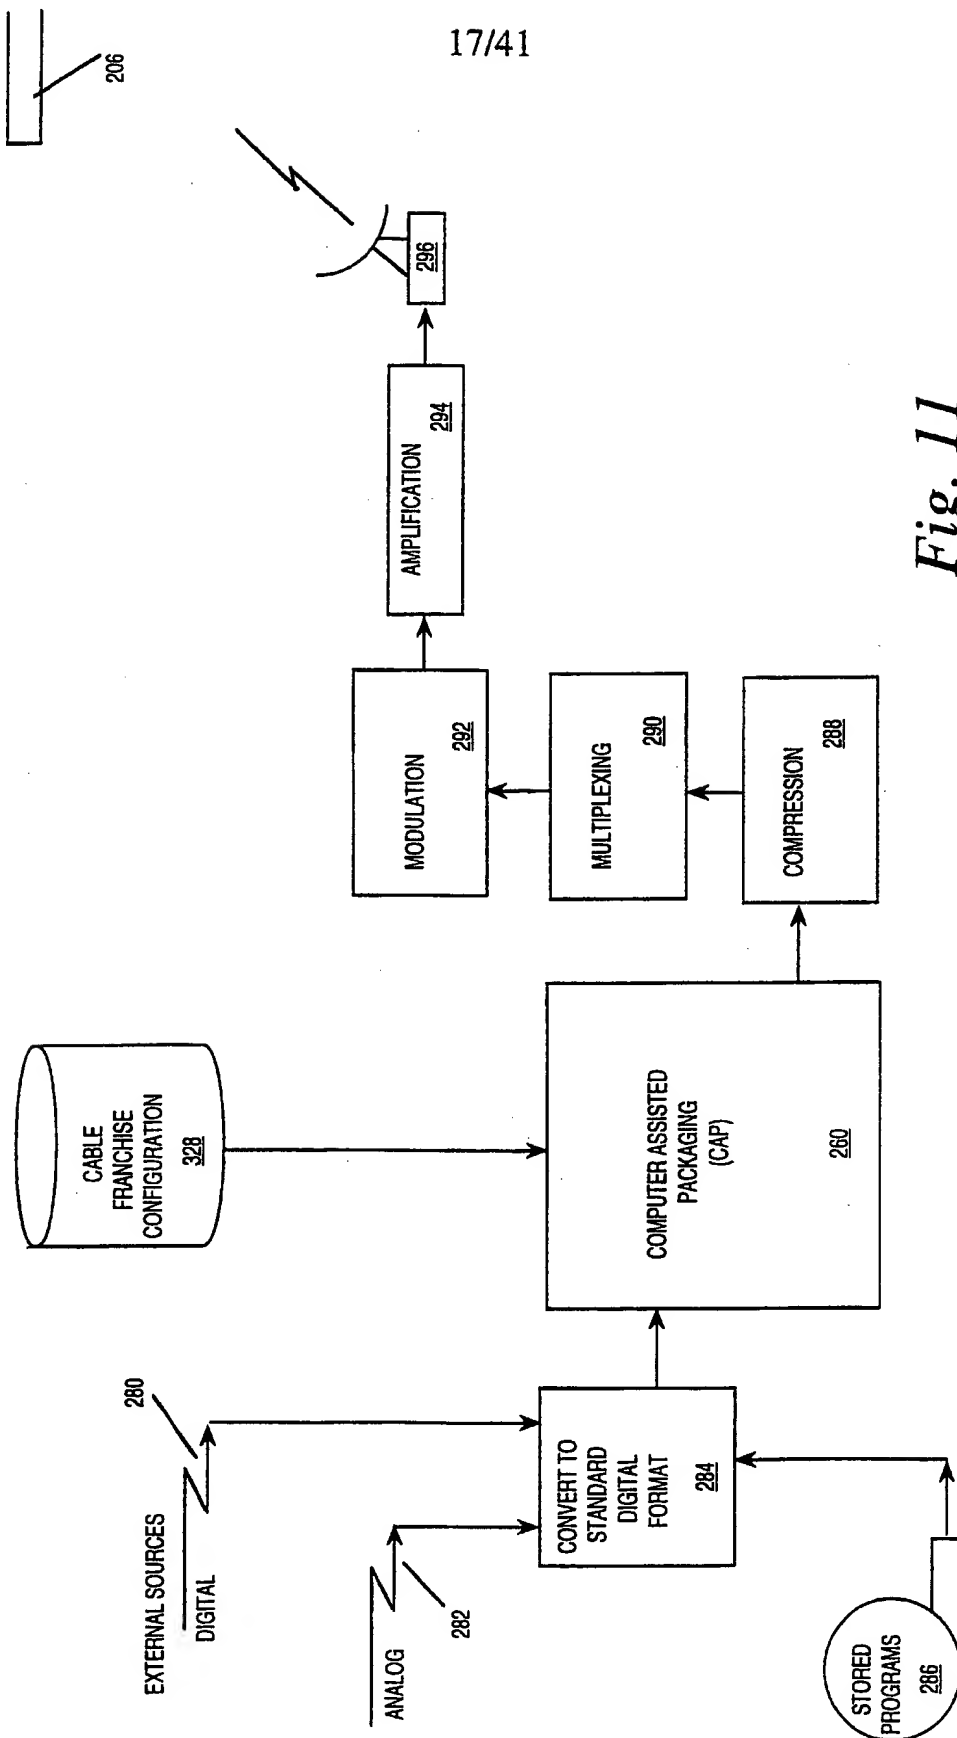 17/41
206
EXTERNAL SOURCES
DIGITAL
280
ANALOG
282
STORED
PROGRAMS
286
CONVERT TO
STANDARD
DIGITAL
FORMAT
284
CABLE
FRANCHISE
CONFIGURATION
328
COMPUTER ASSISTED
PACKAGING
(CAP)
260
COMPRESSION
288
MULTIPLEXING
290
MODULATION
292
AMPLIFICATION
294
296
Fig. 11